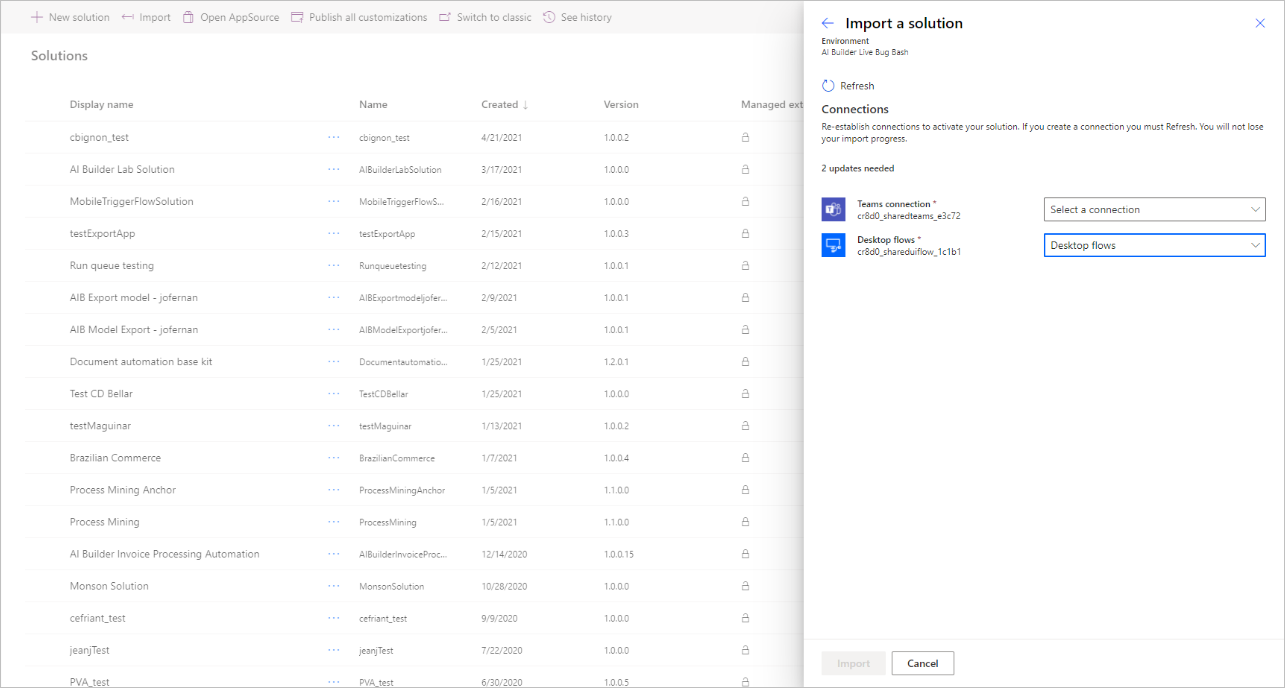 New solution Import Open AppSource Publish all customizations Switch to classic See history
Solutions
Display name Name Created ↓ Version Managed ext
cbignon_test ... cbignon_test 4/21/2021 1.0.0.2
AI Builder Lab Solution ... AIBuilderLabSolution 3/17/2021 1.0.0.0
MobileTriggerFlowSolution ... MobileTriggerFlowS... 2/16/2021 1.0.0.0
testExportApp ... testExportApp 2/15/2021 1.0.0.3
Run queue testing ... Runqueuetesting 2/12/2021 1.0.0.1
AIB Export model - jofernan ... AIBExportmodeljofer... 2/9/2021 1.0.0.1
AIB Model Export - jofernan ... AIBModelExportjofer... 2/5/2021 1.0.0.1
Document automation base kit ... Documentautomatio... 1/25/2021 1.2.0.1
Test CD Bellar ... TestCDBellar 1/25/2021 1.0.0.0
testMaguinar ... testMaguinar 1/13/2021 1.0.0.2
Brazilian Commerce ... BrazilianCommerce 1/7/2021 1.0.0.4
Process Mining Anchor ... ProcessMiningAnchor 1/5/2021 1.1.0.0
Process Mining ... ProcessMining 1/5/2021 1.1.0.0
AI Builder Invoice Processing Automation ... AIBuilderInvoiceProc... 12/14/2020 1.0.0.15
Monson Solution ... MonsonSolution 10/28/2020 1.0.0.0
cefriant_test ... cefriant_test 9/9/2020 1.0.0.0
jeanjTest ... jeanjTest 7/22/2020 1.0.0.0
PVA_test ... PVA_test 6/30/2020 1.0.0.5
Import a solution
Environment
AI Builder Live Bug Bash
Refresh
Connections
Re-establish connections to activate your solution. If you create a connection you must Refresh. You will not lose
your import progress.
2 updates needed
Teams connection *
cr8d0_sharedteams_e3c72
Select a connection
Desktop flows *
cr8d0_shareduiflow_1c1b1
Desktop flows
Import Cancel